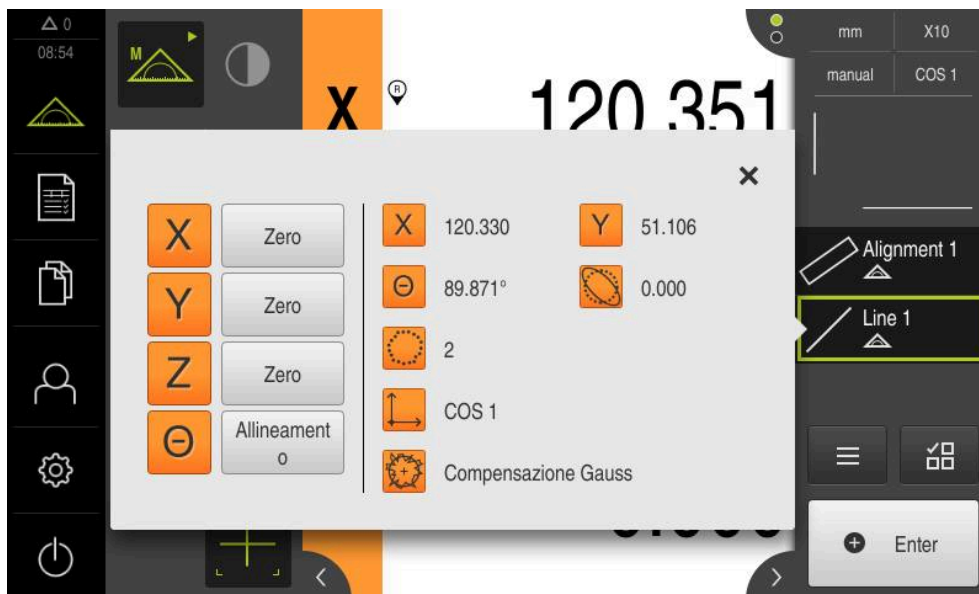 0
08:54
M
X
R
120.351
mm X10
manual COS 1
X Zero
Y Zero
Z Zero
Θ Allineament
o
X 120.330 Y 51.106
Θ 89.871° 0.000
2
COS 1
Compensazione Gauss
Alignment 1
Line 1
Enter